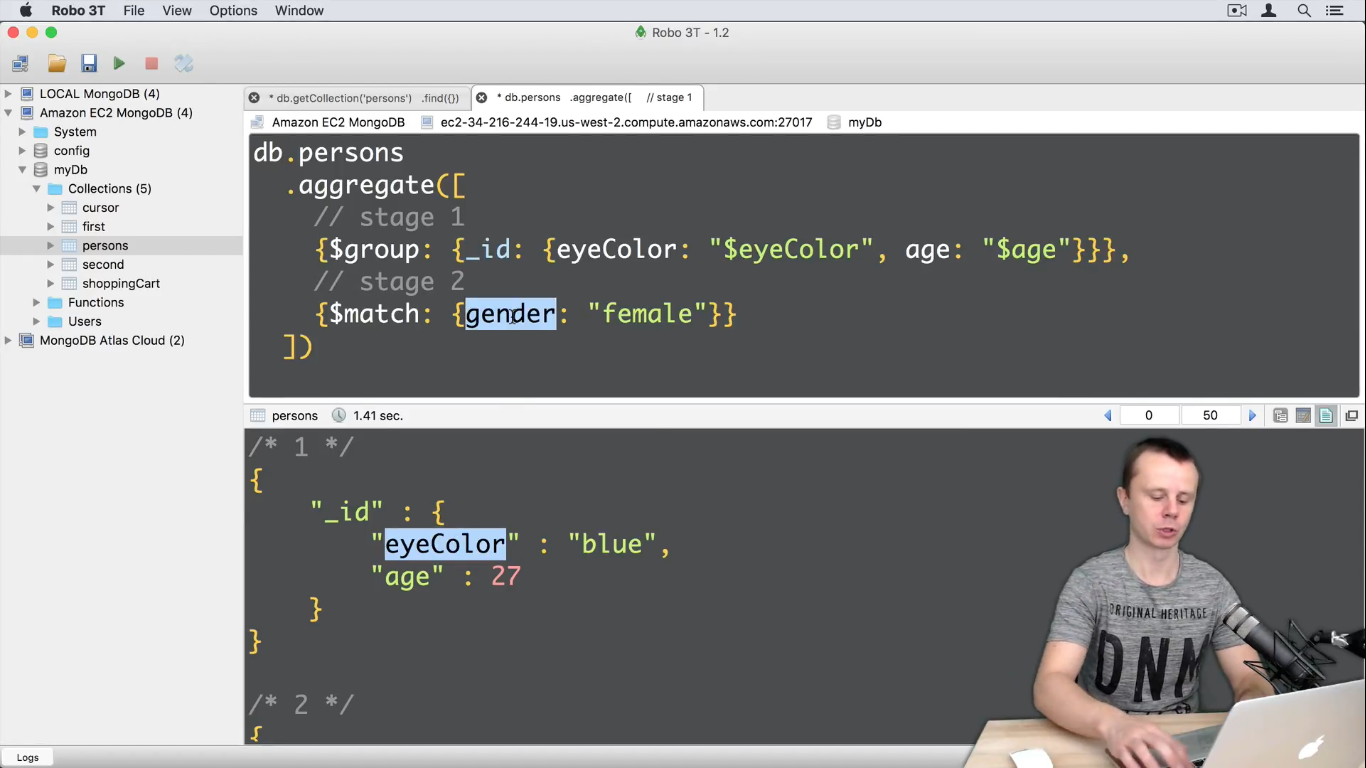 Robo 3T File View Options Window
Robo 3T - 1.2
* db.getCollection('persons') .find({}) * db.persons .aggregate([ // stage 1
LOCAL MongoDB (4)
Amazon EC2 MongoDB (4)
System
config
myDb
Collections (5)
cursor
first
persons
second
shoppingCart
Functions
Users
MongoDB Atlas Cloud (2)
Amazon EC2 MongoDB ec2-34-216-244-19.us-west-2.compute.amazonaws.com:27017 myDb
db.persons
.aggregate([
// stage 1
{$group: {_id: {eyeColor: "$eyeColor", age: "$age"}}},
// stage 2
{$match: {gender: "female"}}
])
persons 1.41 sec. 0 50
/* 1 */
{
"_id" : {
"eyeColor" : "blue",
"age" : 27
}
}
/* 2 */
{
ORIGINAL HERITAGE
DNM
Logs